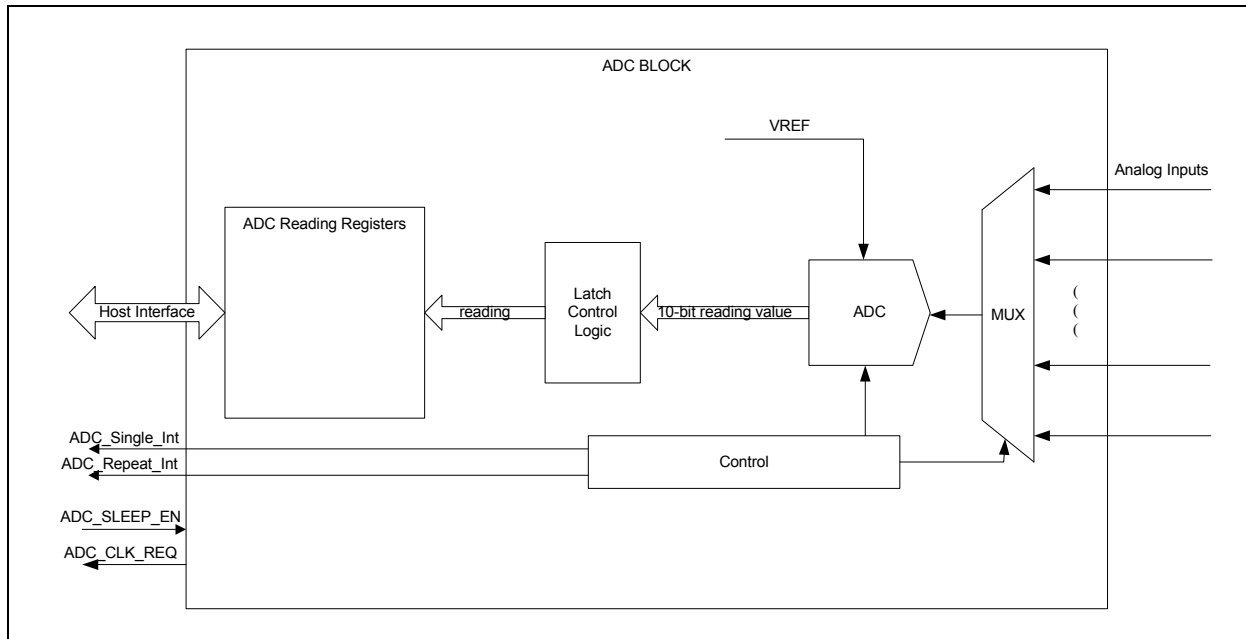 ADC BLOCK
VREF
Analog Inputs
ADC Reading Registers
Latch
Control
Logic
ADC
MUX
(
(
(
Host Interface
reading
10-bit reading value
ADC_Single_Int
ADC_Repeat_Int
Control
ADC_SLEEP_EN
ADC_CLK_REQ